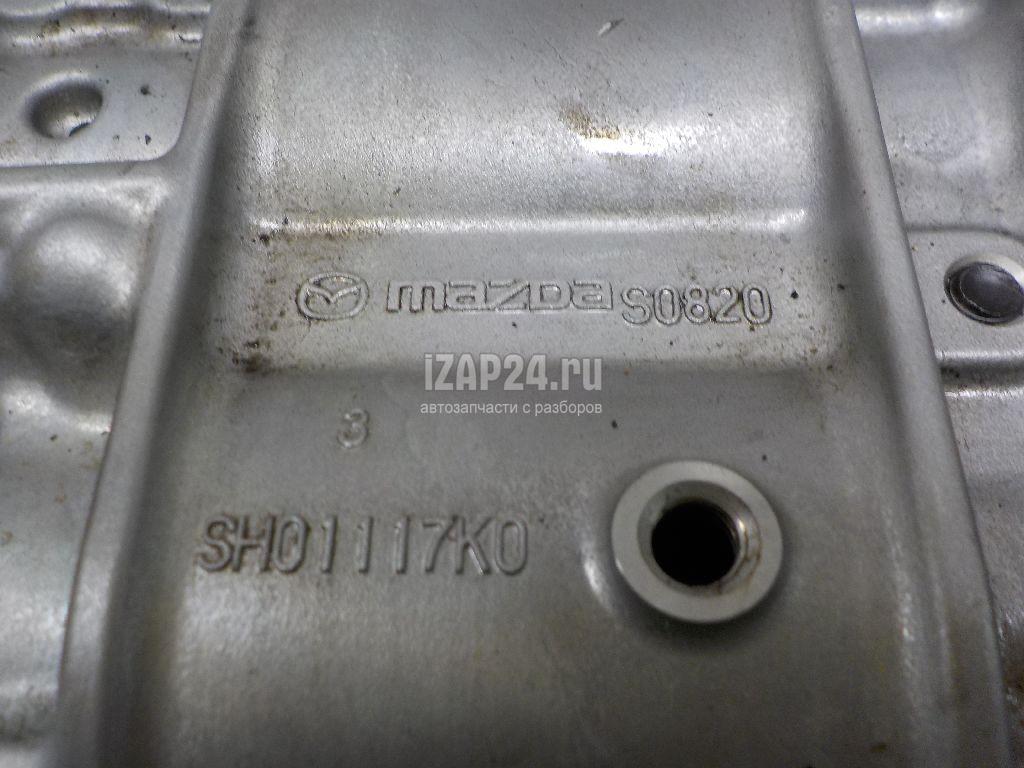 mazda S0820
iZAP24.ru
автозапчасти с разборов
3
SH01117K0